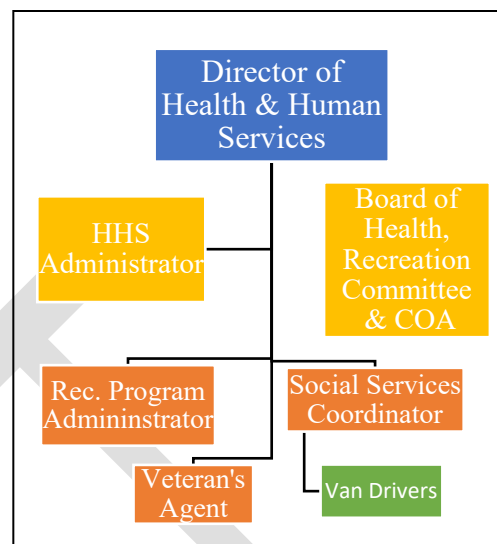 Director of
Health & Human
Services
HHS
Administrator
Board of
Health,
Recreation
Committee
& COA
Rec. Program
Admininstrator
Social Services
Coordinator
Veteran's
Agent
Van Drivers